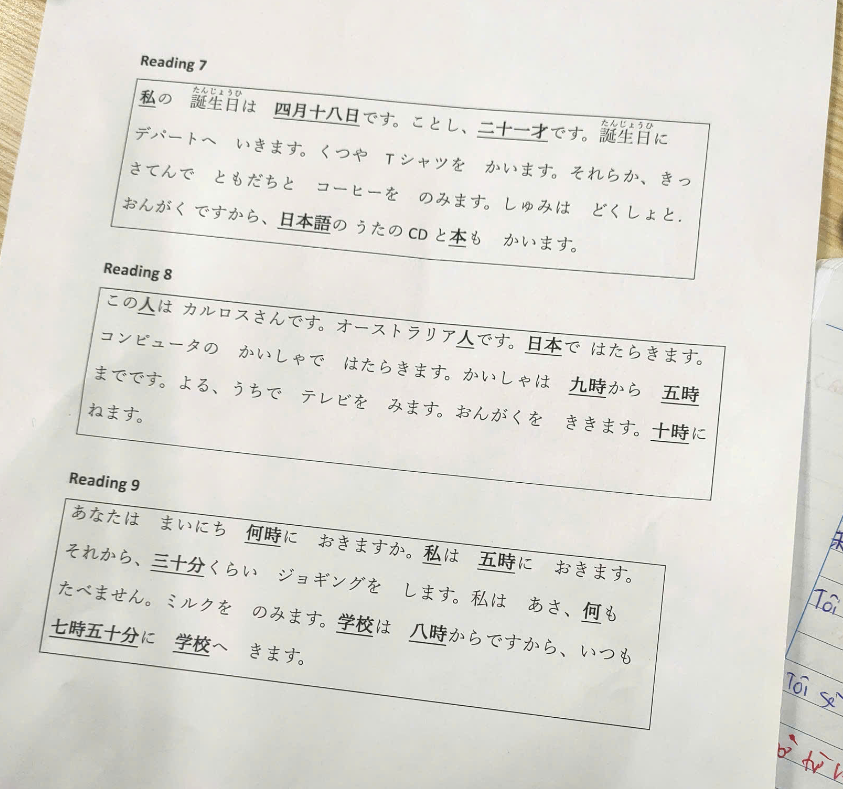 Reading 7
たんじょうび たんじょうび
私の 誕生日は 四月十八日です。ことし、二十一才です。誕生日に
デパートへ いきます。くつや Tシャツを かいます。それらか、きっ
さてんで ともだちと コーヒーを のみます。しゅみは どくしょと.
おんがく ですから、日本語の うたの CD と本も かいます。
Reading 8
この人は カルロスさんです。オーストラリア人です。日本で はたらきます。
コンピュータの かいしゃで はたらきます。かいしゃは 九時から 五時
までです。よる、うちで テレビを みます。おんがくを ききます。十時に
ねます。
Reading 9
あなたは まいにち 何時に おきますか。私は 五時に おきます。
それから、三十分くらい ジョギングを します。私は あさ、何も
たべません。ミルクを のみます。学校は 八時からですから、いつも
七時五十分に 学校へ きます。
Tôi
Tôi